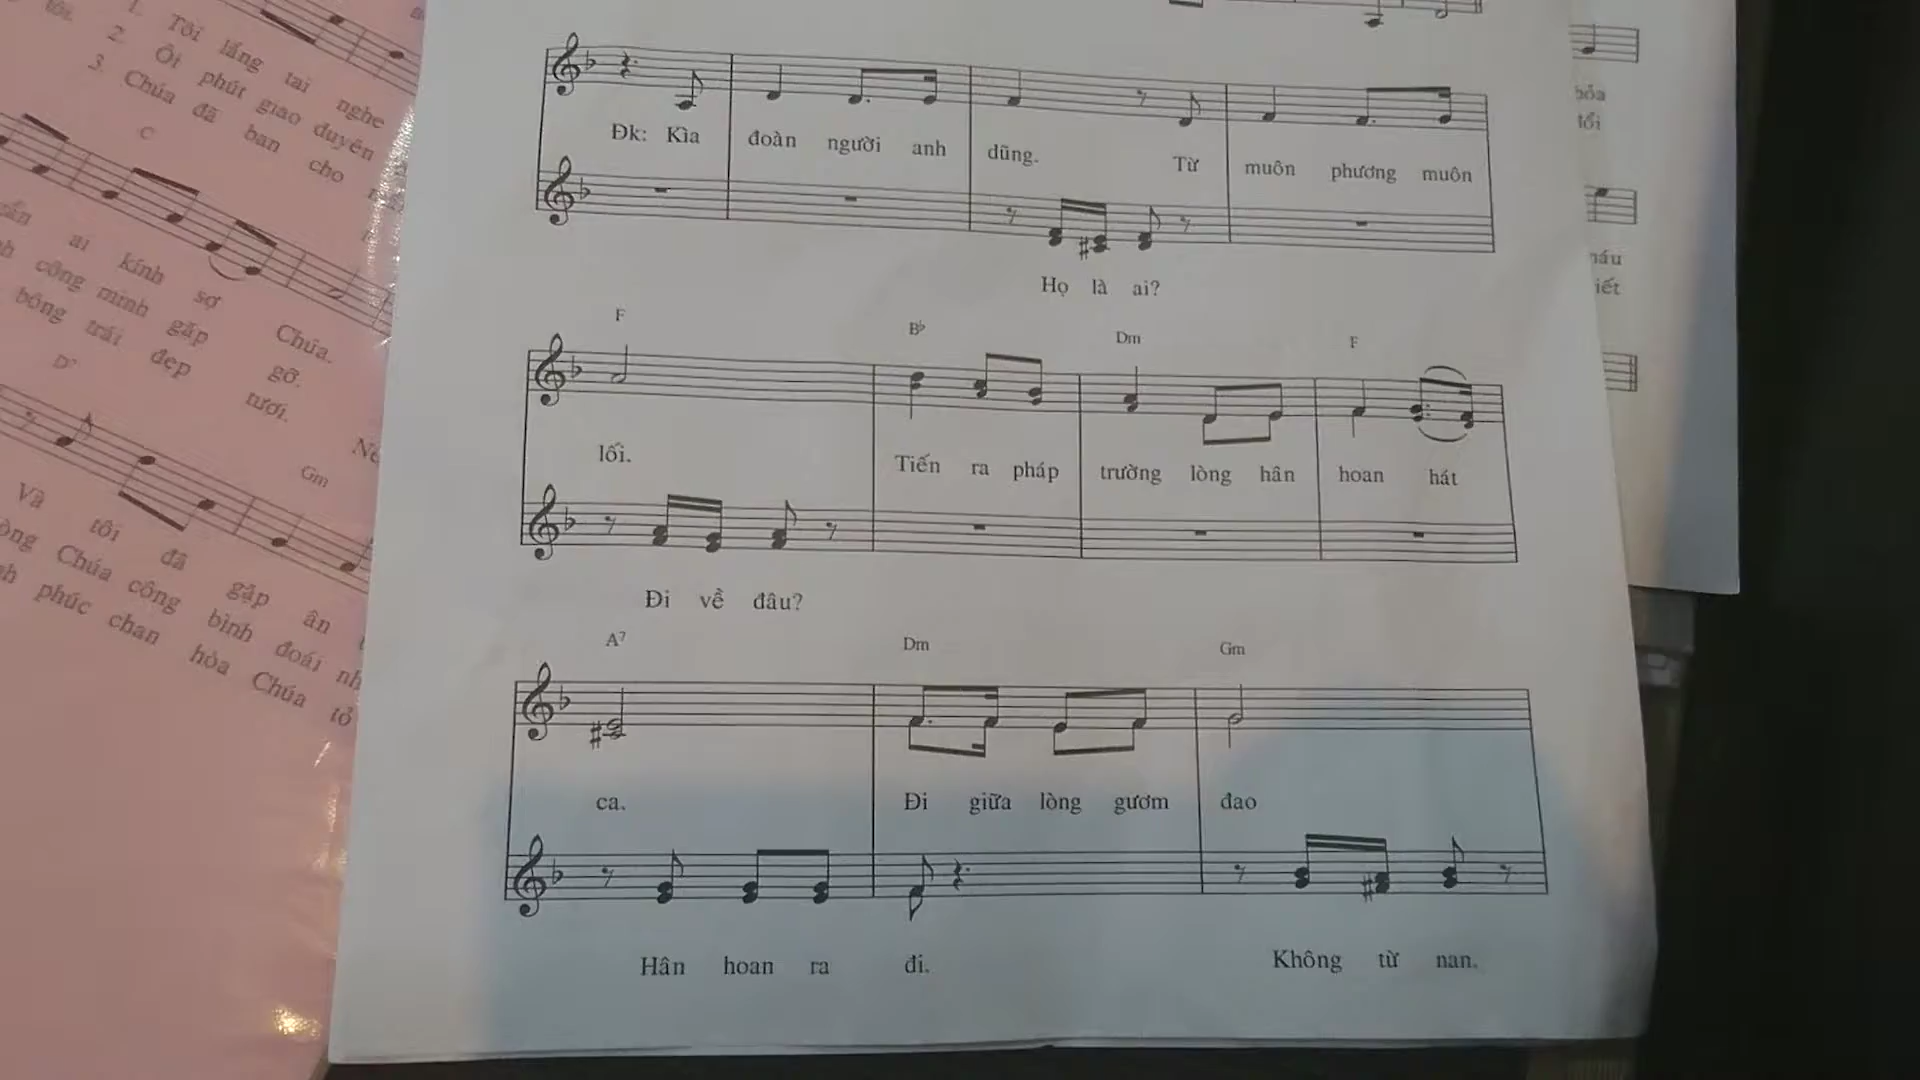 1. Tôi lắng tai nghe
2. Ôi phút giao duyên
3. Chúa đã ban cho
C
ai kính sợ Chúa.
công minh gặp gỡ.
bông trái đẹp tươi.
D7
Gm
Và tôi đã gặp ân
Chúa công bình đoái
phúc chan hòa Chúa tỏ
Đk: Kìa đoàn người anh dũng. Từ muôn phương muôn
Họ là ai?
F B♭ Dm F
lối. Tiến ra pháp trường lòng hân hoan hát
Đi về đâu?
A7 Dm Gm
ca. Đi giữa lòng gươm đao
Hân hoan ra đi. Không từ nan.
tối